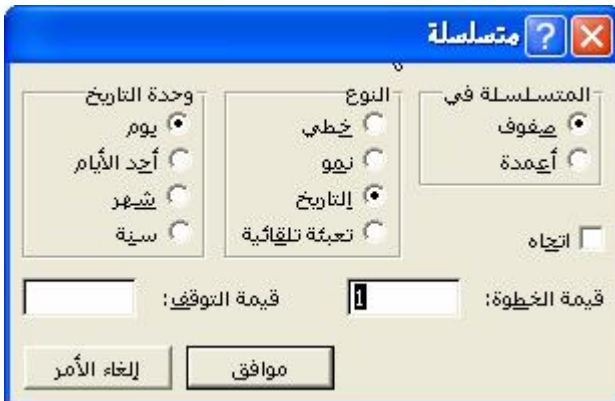 متسلسلة
المتسلسلة في
صفوف
أعمدة
النوع
خطي
نمو
التاريخ
تعبئة تلقائية
وحدة التاريخ
يوم
أحد الأيام
شهر
سنة
اتجاه
قيمة الخطوة: 1
قيمة التوقف:
موافق
إلغاء الأمر